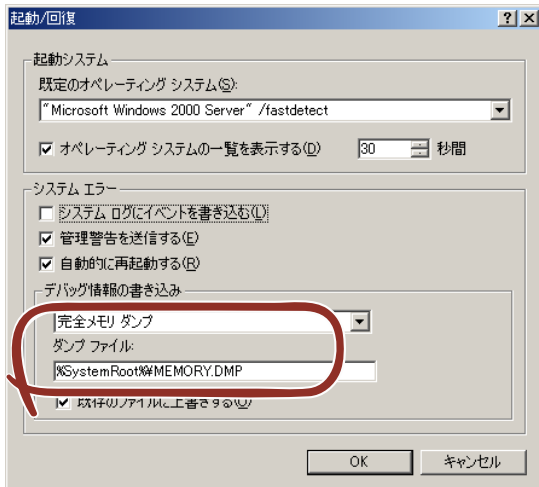 起動/回復
起動システム
既定のオペレーティング システム(S):
"Microsoft Windows 2000 Server" /fastdetect
オペレーティング システムの一覧を表示する(D) 30 秒間
システム エラー
システム ログにイベントを書き込む(L)
管理警告を送信する(E)
自動的に再起動する(R)
デバッグ情報の書き込み
完全メモリ ダンプ
ダンプ ファイル:
%SystemRoot%¥MEMORY.DMP
既存のファイルに上書きする(O)
OK キャンセル